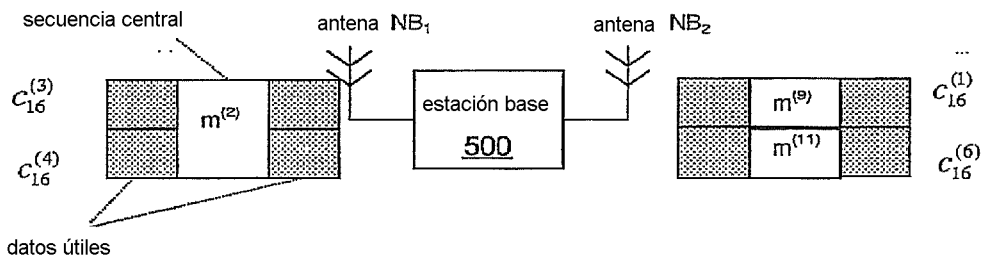 secuencia central
antena NB₁
antena NB₂
..
...
C₁₆⁽³⁾
m⁽²⁾
C₁₆⁽⁴⁾
estación base
500
m⁽⁹⁾
m⁽¹¹⁾
C₁₆⁽¹⁾
C₁₆⁽⁶⁾
datos útiles